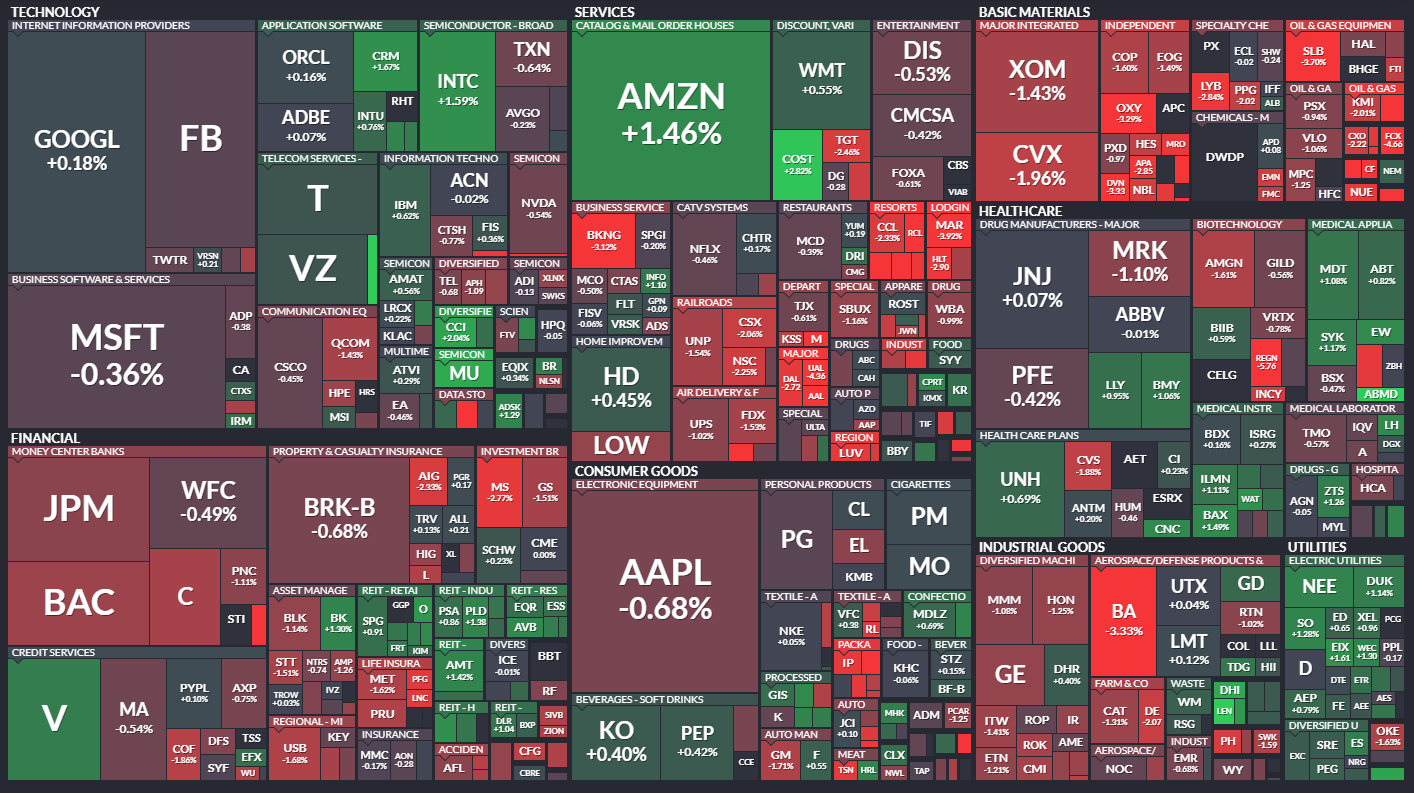 TECHNOLOGY
INTERNET INFORMATION PROVIDERS
GOOGL
+0.18%
FB
TWTR
VRSN
+0.21
APPLICATION SOFTWARE
ORCL
+0.16%
CRM
+1.67%
ADBE
+0.07%
INTU
+0.76%
RHT
SEMICONDUCTOR - BROAD
INTC
+1.59%
TXN
-0.64%
AVGO
-0.23%
TELECOM SERVICES -
T
VZ
INFORMATION TECHNO
IBM
+0.62%
ACN
-0.02%
CTSH
-0.77%
FIS
+0.36%
SEMICON
NVDA
-0.54%
BUSINESS SOFTWARE & SERVICES
MSFT
-0.36%
ADP
-0.38
CA
CTXS
IRM
COMMUNICATION EQ
CSCO
-0.45%
QCOM
-1.43%
HPE
HRS
MSI
SEMICON
AMAT
+0.56%
LRCX
+0.22%
KLAC
DIVERSIFIED
TEL
-0.68
APH
-1.09
SEMICON
ADI
-0.13
XLNX
SWKS
DIVERSIFIE
CCI
+2.04%
SCIEN
FTV
HPQ
-0.05
MULTIME
ATVI
+0.29%
EA
-0.46%
SEMICON
MU
EQIX
+0.34%
BR
NLSN
DATA STO
ADSK
+1.29
SERVICES
CATALOG & MAIL ORDER HOUSES
AMZN
+1.46%
DISCOUNT, VARI
WMT
+0.55%
COST
+2.82%
TGT
-2.46%
DG
-0.28
ENTERTAINMENT
DIS
-0.53%
CMCSA
-0.42%
FOXA
-0.61%
CBS
VIAB
BUSINESS SERVICE
BKNG
-3.12%
SPGI
-0.20%
MCO
-0.50%
CTAS
INFO
+1.10
FISV
-0.06%
FLT
GPN
+0.09
VRSK
ADS
CATV SYSTEMS
NFLX
-0.46%
CHTR
+0.17%
RESTAURANTS
MCD
-0.39%
YUM
+0.19
DRI
CMG
RESORTS
CCL
-2.33%
RCL
LODGIN
MAR
-3.92%
HLT
-2.90
HOME IMPROVEM
HD
+0.45%
LOW
RAILROADS
UNP
-1.54%
CSX
-2.06%
NSC
-2.25%
AIR DELIVERY & F
UPS
-1.02%
FDX
-1.53%
DEPART
TJX
-0.61%
KSS
M
SPECIAL
SBUX
-1.16%
APPARE
ROST
JWN
DRUG
WBA
-0.99%
MAJOR
DAL
-2.72
UAL
-4.36
AAL
DRUGS
ABC
CAH
INDUST
FOOD
SYY
CPRT
KMX
KR
SPECIAL
ULTA
AUTO P
AZO
AAP
TIF
REGION
LUV
BBY
BASIC MATERIALS
MAJOR INTEGRATED
XOM
-1.43%
CVX
-1.96%
INDEPENDENT
COP
-1.60%
EOG
-1.49%
OXY
-3.29%
APC
PXD
-0.97
HES
MRO
APA
-2.85
DVN
-3.33
NBL
SPECIALTY CHE
PX
ECL
-0.02
SHW
-0.24
LYB
-2.84%
PPG
-2.02
IFF
ALB
CHEMICALS - M
DWDP
APD
+0.08
EMN
FMC
OIL & GAS EQUIPMEN
SLB
-3.70%
HAL
BHGE
FTI
OIL & GA
PSX
-0.94%
VLO
-1.06%
MPC
-1.25
HFC
OIL & GAS
KMI
-2.01%
CXO
-2.22
FCX
-4.66
CF
NEM
NUE
HEALTHCARE
DRUG MANUFACTURERS - MAJOR
JNJ
+0.07%
PFE
-0.42%
MRK
-1.10%
ABBV
-0.01%
LLY
+0.95%
BMY
+1.06%
BIOTECHNOLOGY
AMGN
-1.61%
GILD
-0.56%
BIIB
+0.59%
VRTX
-0.78%
REGN
-5.76
CELG
INCY
MEDICAL APPLIA
MDT
+1.08%
ABT
+0.82%
SYK
+1.17%
EW
ZBH
BSX
-0.47%
ABMD
HEALTH CARE PLANS
UNH
+0.69%
CVS
-1.88%
AET
CI
+0.23%
ANTM
+0.20%
HUM
-0.46
ESRX
CNC
MEDICAL INSTR
BDX
+0.16%
ISRG
+0.27%
ILMN
+1.11%
WAT
BAX
+1.49%
MEDICAL LABORATOR
TMO
-0.57%
IQV
LH
A
DGX
DRUGS - G
AGN
-0.05
ZTS
+1.26
MYL
HOSPITA
HCA
FINANCIAL
MONEY CENTER BANKS
JPM
WFC
-0.49%
BAC
C
PNC
-1.11%
STI
PROPERTY & CASUALTY INSURANCE
BRK-B
-0.68%
AIG
-2.33%
PGR
+0.17
TRV
+0.13%
ALL
+0.21
HIG
XL
L
INVESTMENT BR
MS
-2.77%
GS
-1.51%
SCHW
+0.23%
CME
0.00%
CREDIT SERVICES
V
MA
-0.54%
PYPL
+0.10%
AXP
-0.75%
COF
-1.86%
DFS
SYF
TSS
EFX
WU
ASSET MANAGE
BLK
-1.14%
BK
+1.30%
STT
-1.51%
NTRS
-0.74
AMP
-1.26
TROW
+0.03%
IVZ
REGIONAL - MI
USB
-1.68%
KEY
REIT - RETAI
SPG
+0.91
GGP
O
FRT
KIM
REIT - INDU
PSA
+0.86
PLD
+1.38
REIT - RES
EQR
ESS
AVB
LIFE INSURA
MET
-1.62%
PFG
LNC
PRU
REIT -
AMT
+1.42%
DIVERS
ICE
-0.01%
BBT
RF
INSURANCE
MMC
-0.17%
AON
-0.28
REIT - H
REIT -
DLR
+1.04
BXP
SIVB
ZION
ACCIDEN
AFL
CFG
CBRE
CONSUMER GOODS
ELECTRONIC EQUIPMENT
AAPL
-0.68%
PERSONAL PRODUCTS
PG
CL
EL
KMB
CIGARETTES
PM
MO
BEVERAGES - SOFT DRINKS
KO
+0.40%
PEP
+0.42%
CCE
TEXTILE - A
NKE
+0.05%
TEXTILE - A
VFC
+0.38
RL
CONFECTIO
MDLZ
+0.69%
PROCESSED
GIS
K
PACKA
IP
FOOD -
KHC
-0.06%
BEVER
STZ
+0.15%
BF-B
AUTO MAN
GM
-1.71%
F
+0.55
AUTO
JCI
+0.10
MHK
ADM
PCAR
-1.25
MEAT
TSN
HRL
CLX
NWL
TAP
INDUSTRIAL GOODS
DIVERSIFIED MACHI
MMM
-1.08%
HON
-1.25%
GE
DHR
+0.40%
ITW
-1.41%
ROP
IR
ROK
AME
ETN
-1.21%
CMI
AEROSPACE/DEFENSE PRODUCTS &
BA
-3.33%
UTX
+0.04%
GD
LMT
+0.12%
RTN
-1.02%
COL
LLL
TDG
HII
FARM & CO
CAT
-1.31%
DE
-2.07
WASTE
WM
RSG
DHI
LEN
AEROSPACE/
NOC
INDUST
EMR
-0.68%
PH
SWK
-1.59
WY
UTILITIES
ELECTRIC UTILITIES
NEE
DUK
+1.14%
SO
+1.28%
ED
+0.65
XEL
+0.96
PCG
D
EIX
+1.61
WEC
+1.30
PPL
-0.17
DTE
ETR
AEP
+0.79%
FE
AEE
AES
DIVERSIFIED U
EXC
SRE
ES
PEG
NRG
OKE
-1.63%